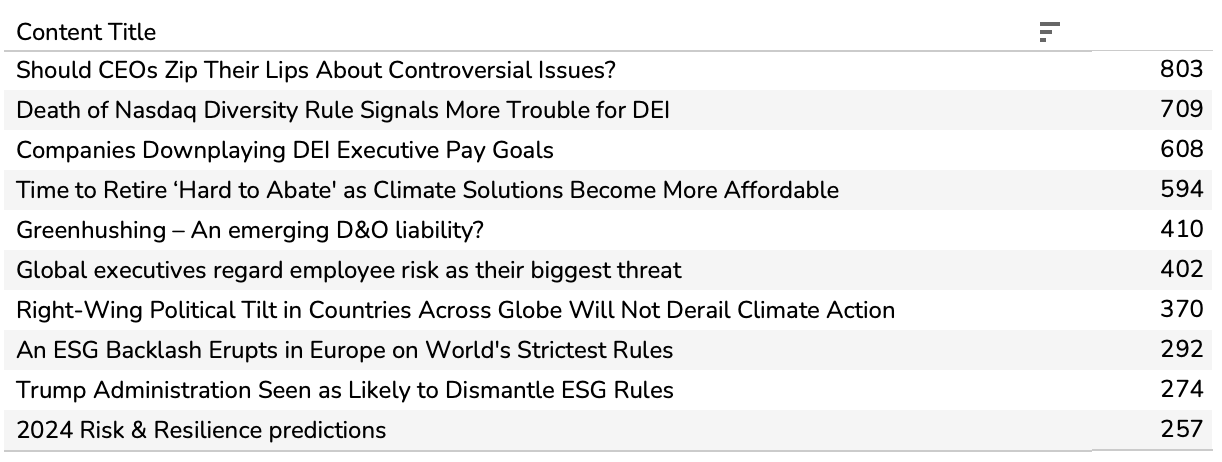 Content Title
Should CEOs Zip Their Lips About Controversial Issues? 803
Death of Nasdaq Diversity Rule Signals More Trouble for DEI 709
Companies Downplaying DEI Executive Pay Goals 608
Time to Retire ‘Hard to Abate' as Climate Solutions Become More Affordable 594
Greenhushing – An emerging D&O liability? 410
Global executives regard employee risk as their biggest threat 402
Right-Wing Political Tilt in Countries Across Globe Will Not Derail Climate Action 370
An ESG Backlash Erupts in Europe on World's Strictest Rules 292
Trump Administration Seen as Likely to Dismantle ESG Rules 274
2024 Risk & Resilience predictions 257